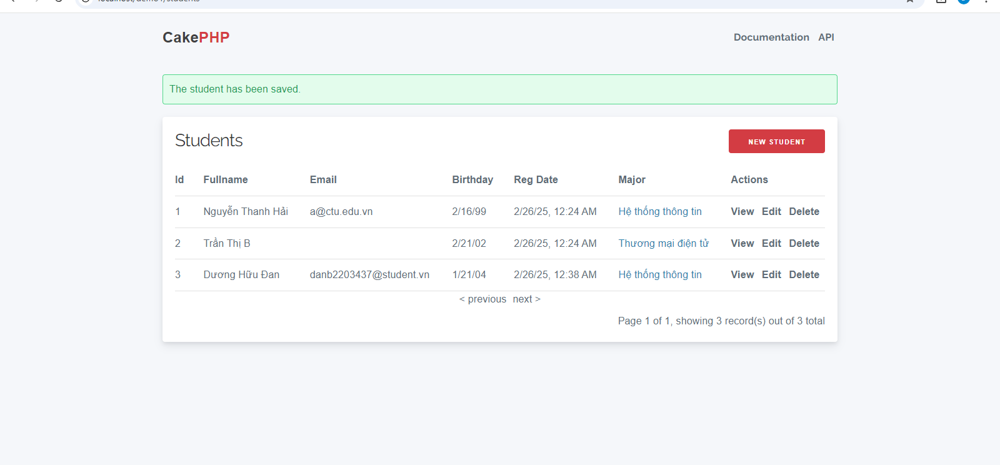 CakePHP Documentation API
The student has been saved.
Students NEW STUDENT
Id Fullname Email Birthday Reg Date Major Actions
1 Nguyễn Thanh Hải a@ctu.edu.vn 2/16/99 2/26/25, 12:24 AM Hệ thống thông tin View Edit Delete
2 Trần Thị B 2/21/02 2/26/25, 12:24 AM Thương mại điện tử View Edit Delete
3 Dương Hữu Đan danb2203437@student.vn 1/21/04 2/26/25, 12:38 AM Hệ thống thông tin View Edit Delete
< previous next >
Page 1 of 1, showing 3 record(s) out of 3 total